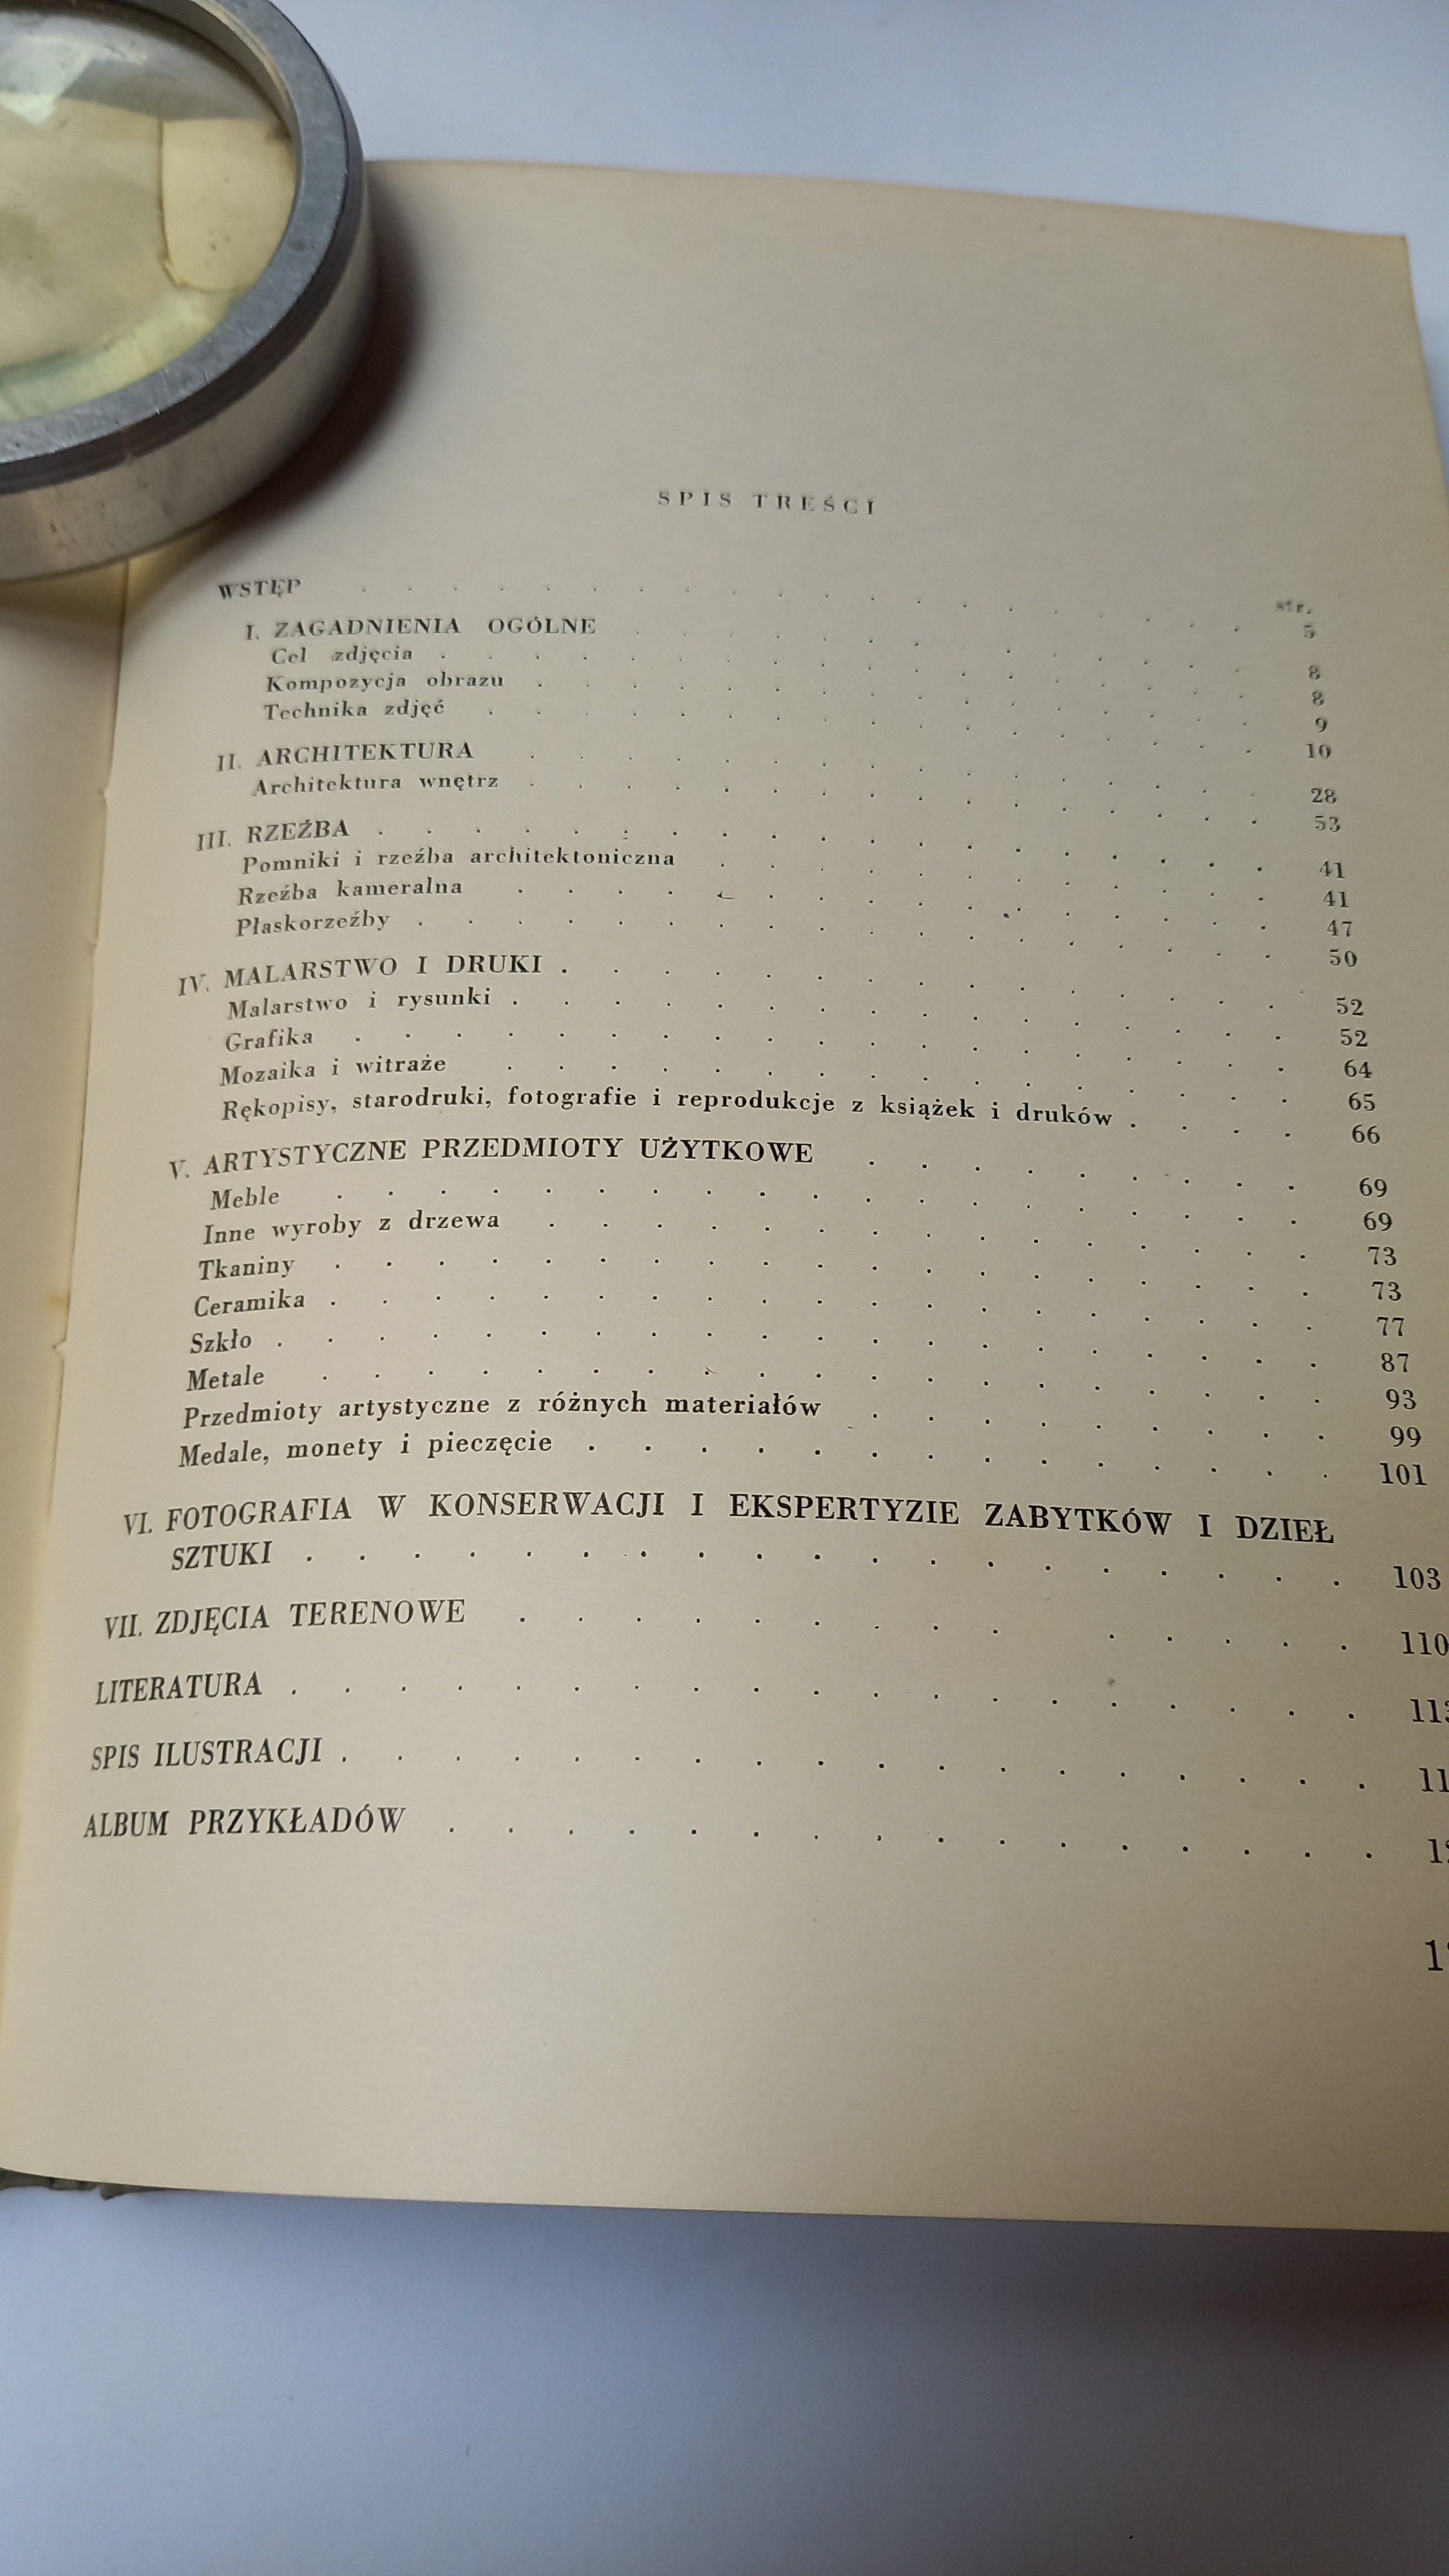 SPIS TREŚCI
str.
WSTĘP . . . . . . . . . . . . . . . . . . . . 5
I. ZAGADNIENIA OGÓLNE . . . . . . . . . . . . . . 8
Cel zdjęcia . . . . . . . . . . . . . . . . . . 8
Kompozycja obrazu . . . . . . . . . . . . . . . . 9
Technika zdjęć . . . . . . . . . . . . . . . . . 10
II. ARCHITEKTURA . . . . . . . . . . . . . . . . 28
Architektura wnętrz . . . . . . . . . . . . . . . . 53
III. RZEŹBA . . . . . . . . . . . . . . . . . . . 41
Pomniki i rzeźba architektoniczna . . . . . . . . . . . . 41
Rzeźba kameralna . . . . . . . . . . . . . . . . 47
Płaskorzeźby . . . . . . . . . . . . . . . . . . 50
IV. MALARSTWO I DRUKI . . . . . . . . . . . . . . 52
Malarstwo i rysunki . . . . . . . . . . . . . . . 52
Grafika . . . . . . . . . . . . . . . . . . . 64
Mozaika i witraże . . . . . . . . . . . . . . . . 65
Rękopisy, starodruki, fotografie i reprodukcje z książek i druków . . . . 66
V. ARTYSTYCZNE PRZEDMIOTY UŻYTKOWE . . . . . . . . . 69
Meble . . . . . . . . . . . . . . . . . . . 69
Inne wyroby z drzewa . . . . . . . . . . . . . . . 73
Tkaniny . . . . . . . . . . . . . . . . . . . 73
Ceramika . . . . . . . . . . . . . . . . . . . 77
Szkło . . . . . . . . . . . . . . . . . . . . 87
Metale . . . . . . . . . . . . . . . . . . . 93
Przedmioty artystyczne z różnych materiałów . . . . . . . . . 99
Medale, monety i pieczęcie . . . . . . . . . . . . . . 101
VI. FOTOGRAFIA W KONSERWACJI I EKSPERTYZIE ZABYTKÓW I DZIEŁ
SZTUKI . . . . . . . . . . . . . . . . . . . 103
VII. ZDJĘCIA TERENOWE . . . . . . . . . . . . . . 110
LITERATURA . . . . . . . . . . . . . . . . . . .
SPIS ILUSTRACJI . . . . . . . . . . . . . . . . . .
ALBUM PRZYKŁADÓW . . . . . . . . . . . . . . . .